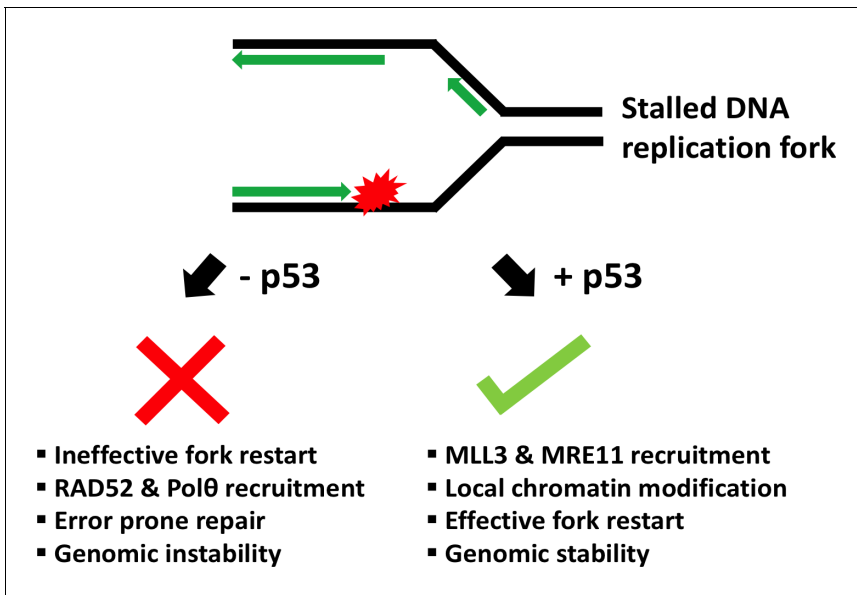 Stalled DNA
replication fork
- p53
+ p53
▪ Ineffective fork restart
▪ RAD52 & Polθ recruitment
▪ Error prone repair
▪ Genomic instability
▪ MLL3 & MRE11 recruitment
▪ Local chromatin modification
▪ Effective fork restart
▪ Genomic stability